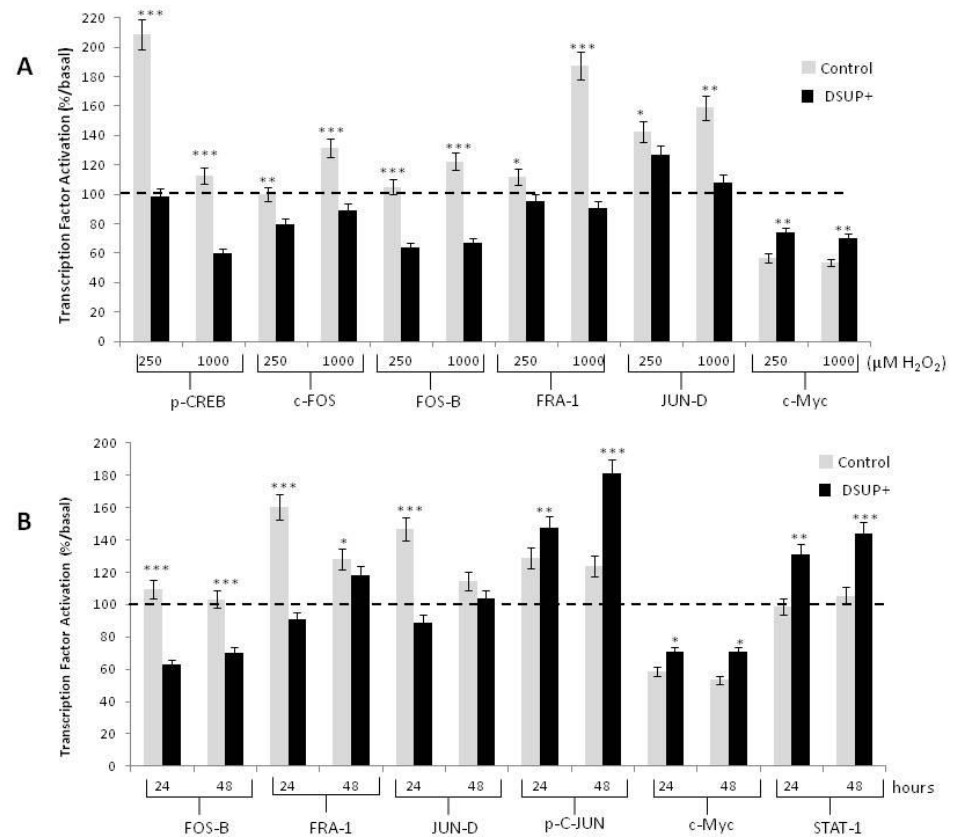 A
Transcription Factor Activation (%/basal)
220
200
180
160
140
120
100
80
60
40
20
0
*** *** ** *** *** *** * *** * ** ** **
Control
DSUP+
250 1000 250 1000 250 1000 250 1000 250 1000 250 1000 (µM H₂O₂)
p-CREB c-FOS FOS-B FRA-1 JUN-D c-Myc
B
Transcription Factor Activation (%/basal)
200
180
160
140
120
100
80
60
40
20
0
*** *** *** * *** ** *** * * ** ***
Control
DSUP+
24 48 24 48 24 48 24 48 24 48 24 48 hours
FOS-B FRA-1 JUN-D p-C-JUN c-Myc STAT-1